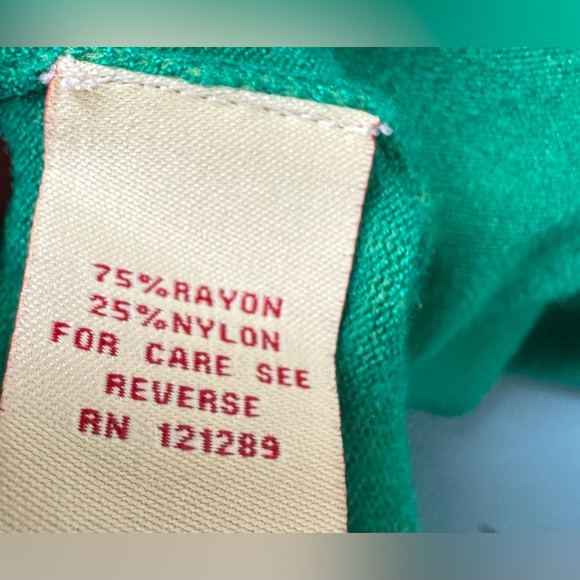 75%RAYON
25%NYLON
FOR CARE SEE
REVERSE
RN 121289